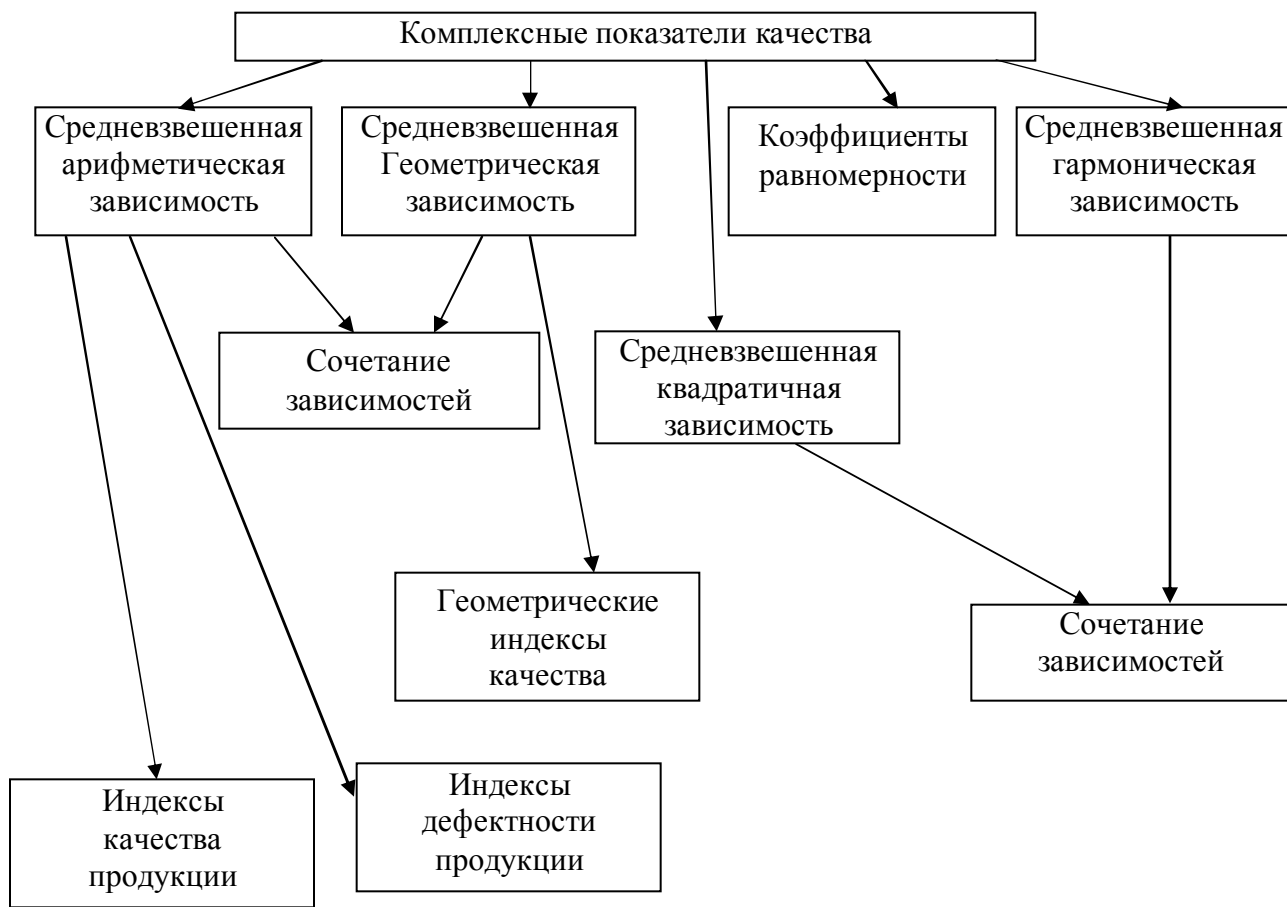 Комплексные показатели качества
Средневзвешенная
арифметическая
зависимость
Средневзвешенная
Геометрическая
зависимость
Коэффициенты
равномерности
Средневзвешенная
гармоническая
зависимость
Сочетание
зависимостей
Средневзвешенная
квадратичная
зависимость
Геометрические
индексы
качества
Сочетание
зависимостей
Индексы
качества
продукции
Индексы
дефектности
продукции